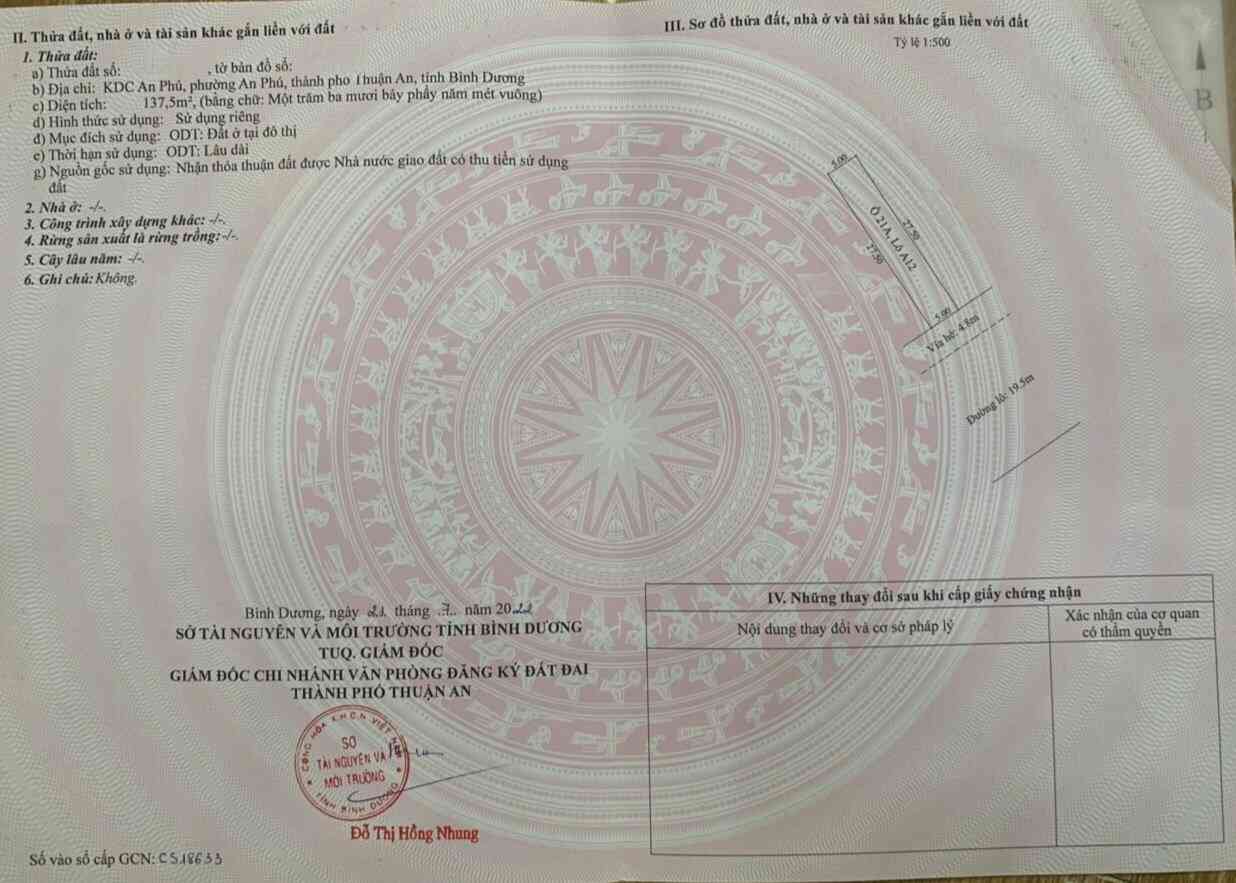 II. Thửa đất, nhà ở và tài sản khác gắn liền với đất
1. Thửa đất:
a) Thửa đất số: , tờ bản đồ số:
b) Địa chỉ: KDC An Phú, phường An Phú, thành phố Thuận An, tỉnh Bình Dương
c) Diện tích: 137,5m², (bằng chữ: Một trăm ba mươi bảy phẩy năm mét vuông)
d) Hình thức sử dụng: Sử dụng riêng
đ) Mục đích sử dụng: ODT: Đất ở tại đô thị
e) Thời hạn sử dụng: ODT: Lâu dài
g) Nguồn gốc sử dụng: Nhận thỏa thuận đất được Nhà nước giao đất có thu tiền sử dụng
đất
2. Nhà ở: -/-.
3. Công trình xây dựng khác: -/-.
4. Rừng sản xuất là rừng trồng: -/-.
5. Cây lâu năm: -/-.
6. Ghi chú: Không.
III. Sơ đồ thửa đất, nhà ở và tài sản khác gắn liền với đất
Tỷ lệ 1:500
B
5.00
Ô 21A, Lô A12
27.50
27.50
5.00
Vỉa hè: 4.8m
Đường lô: 19.5m
Bình Dương, ngày 21 tháng .7.. năm 2022
SỞ TÀI NGUYÊN VÀ MÔI TRƯỜNG TỈNH BÌNH DƯƠNG
TUQ. GIÁM ĐỐC
GIÁM ĐỐC CHI NHÁNH VĂN PHÒNG ĐĂNG KÝ ĐẤT ĐAI
THÀNH PHỐ THUẬN AN
CỘNG HÒA X.H.C.N VIỆT NAM
SỞ
TÀI NGUYÊN VÀ
MÔI TRƯỜNG
TỈNH BÌNH DƯƠNG
Đỗ Thị Hồng Nhung
Số vào sổ cấp GCN: CS18633
IV. Những thay đổi sau khi cấp giấy chứng nhận
Nội dung thay đổi và cơ sở pháp lý
Xác nhận của cơ quan
có thẩm quyền